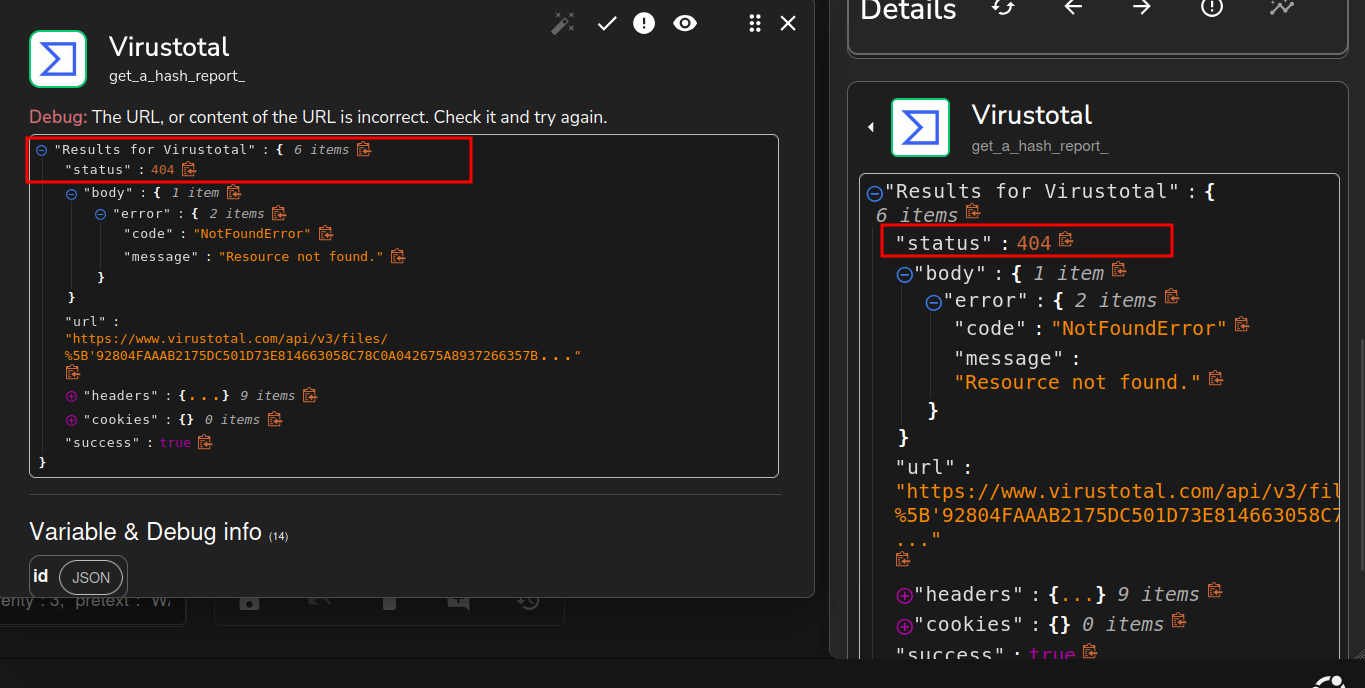 Virustotal
get_a_hash_report_
Debug: The URL, or content of the URL is incorrect. Check it and try again.
"Results for Virustotal" : { 6 items
"status" : 404
"body" : { 1 item
"error" : { 2 items
"code" : "NotFoundError"
"message" : "Resource not found."
}
}
"url" :
"https://www.virustotal.com/api/v3/files/
%5B'92804FAAAB2175DC501D73E814663058C78C0A042675A8937266357B..."
"headers" : {...} 9 items
"cookies" : {} 0 items
"success" : true
}
Variable & Debug info (14)
id JSON
Details
Virustotal
get_a_hash_report_
"Results for Virustotal" : {
6 items
"status" : 404
"body" : { 1 item
"error" : { 2 items
"code" : "NotFoundError"
"message" :
"Resource not found."
}
}
"url" :
"https://www.virustotal.com/api/v3/fil
%5B'92804FAAAB2175DC501D73E814663058C7
..."
"headers" : {...} 9 items
"cookies" : {} 0 items
"success" : true